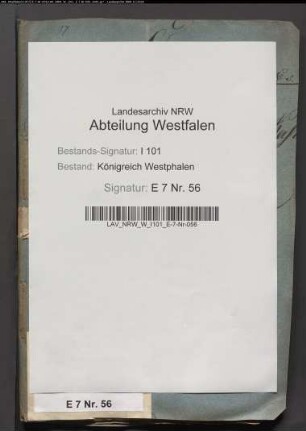 Landesarchiv NRW
Abteilung Westfalen
Bestands-Signatur: I 101
Bestand: Königreich Westphalen
Signatur: E 7 Nr. 56
LAV_NRW_W_I101_E-7-Nr-056
E 7 Nr. 56